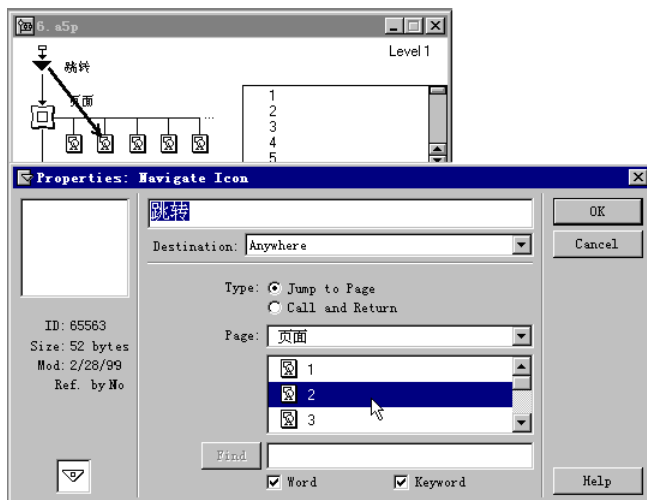 6. a5p
Level 1
跳转
页面
...
1
2
3
4
5
Properties: Navigate Icon
跳转
OK
Destination: Anywhere
Cancel
Type: Jump to Page
Call and Return
ID: 65563
Size: 52 bytes
Mod: 2/28/99
Ref. by No
Page: 页面
1
2
3
Find
Word
Keyword
Help